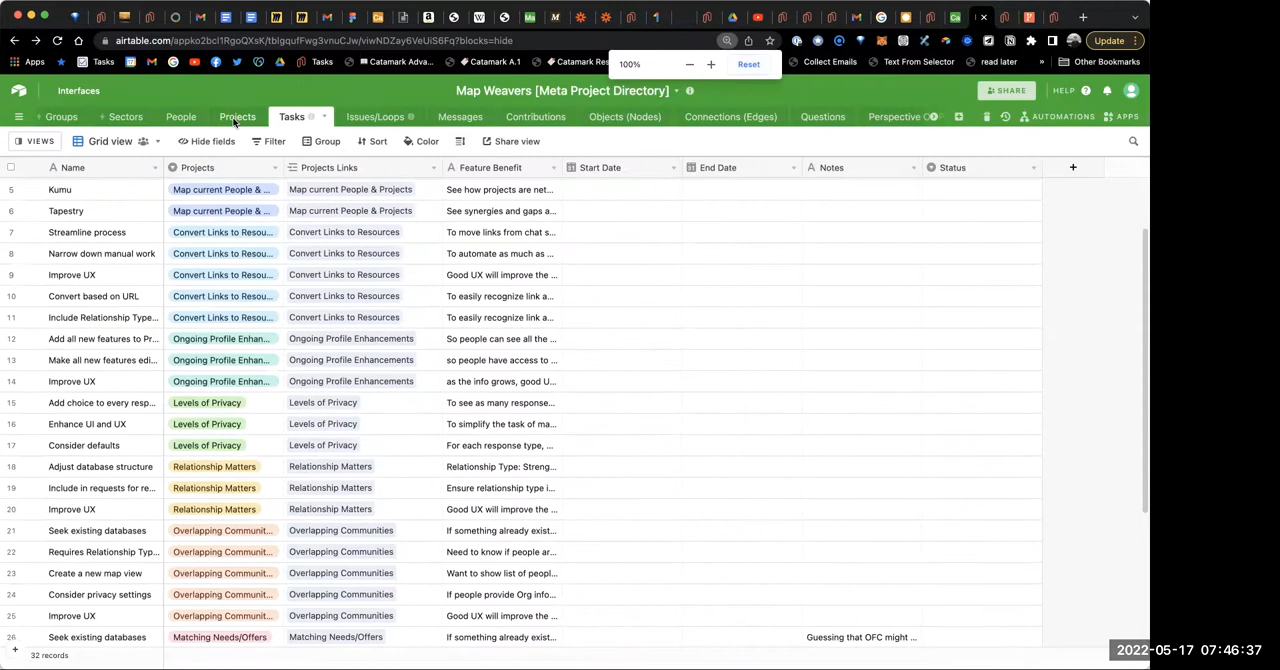 airtable.com/appko2bcl1RgoQXsK/tblgqufFwg3vnuCJw/viwNDZay6VeUiS6Fq?blocks=hide
Update
Apps
Tasks
Catamark Adva...
Catamark A.1
Catamark Res
100%
Reset
Collect Emails
Text From Selector
read later
»
Other Bookmarks
Interfaces
Map Weavers [Meta Project Directory]
SHARE
HELP
Groups
Sectors
People
Projects
Tasks
Issues/Loops
Messages
Contributions
Objects (Nodes)
Connections (Edges)
Questions
Perspective
AUTOMATIONS
APPS
VIEWS
Grid view
Hide fields
Filter
Group
Sort
Color
Share view
Name Projects Projects Links Feature Benefit Start Date End Date Notes Status
5 Kumu Map current People & ... Map current People & Projects See how projects are net...
6 Tapestry Map current People & ... Map current People & Projects See synergies and gaps a...
7 Streamline process Convert Links to Resou... Convert Links to Resources To move links from chat s...
8 Narrow down manual work Convert Links to Resou... Convert Links to Resources To automate as much as ...
9 Improve UX Convert Links to Resou... Convert Links to Resources Good UX will improve the ...
10 Convert based on URL Convert Links to Resou... Convert Links to Resources To easily recognize link a...
11 Include Relationship Type... Convert Links to Resou... Convert Links to Resources To easily recognize link a...
12 Add all new features to Pr... Ongoing Profile Enhan... Ongoing Profile Enhancements So people can see all the ...
13 Make all new features edi... Ongoing Profile Enhan... Ongoing Profile Enhancements so people have access to ...
14 Improve UX Ongoing Profile Enhan... Ongoing Profile Enhancements as the info grows, good U...
15 Add choice to every resp... Levels of Privacy Levels of Privacy To see as many response...
16 Enhance UI and UX Levels of Privacy Levels of Privacy To simplify the task of ma...
17 Consider defaults Levels of Privacy Levels of Privacy For each response type, ...
18 Adjust database structure Relationship Matters Relationship Matters Relationship Type: Streng...
19 Include in requests for re... Relationship Matters Relationship Matters Ensure relationship type i...
20 Improve UX Relationship Matters Relationship Matters Good UX will improve the ...
21 Seek existing databases Overlapping Communit... Overlapping Communities If something already exist...
22 Requires Relationship Typ... Overlapping Communit... Overlapping Communities Need to know if people ar...
23 Create a new map view Overlapping Communit... Overlapping Communities Want to show list of peopl...
24 Consider privacy settings Overlapping Communit... Overlapping Communities If people provide Org info...
25 Improve UX Overlapping Communit... Overlapping Communities Good UX will improve the ...
26 Seek existing databases Matching Needs/Offers Matching Needs/Offers If something already exist... Guessing that OFC might ...
32 records
2022-05-17 07:46:37